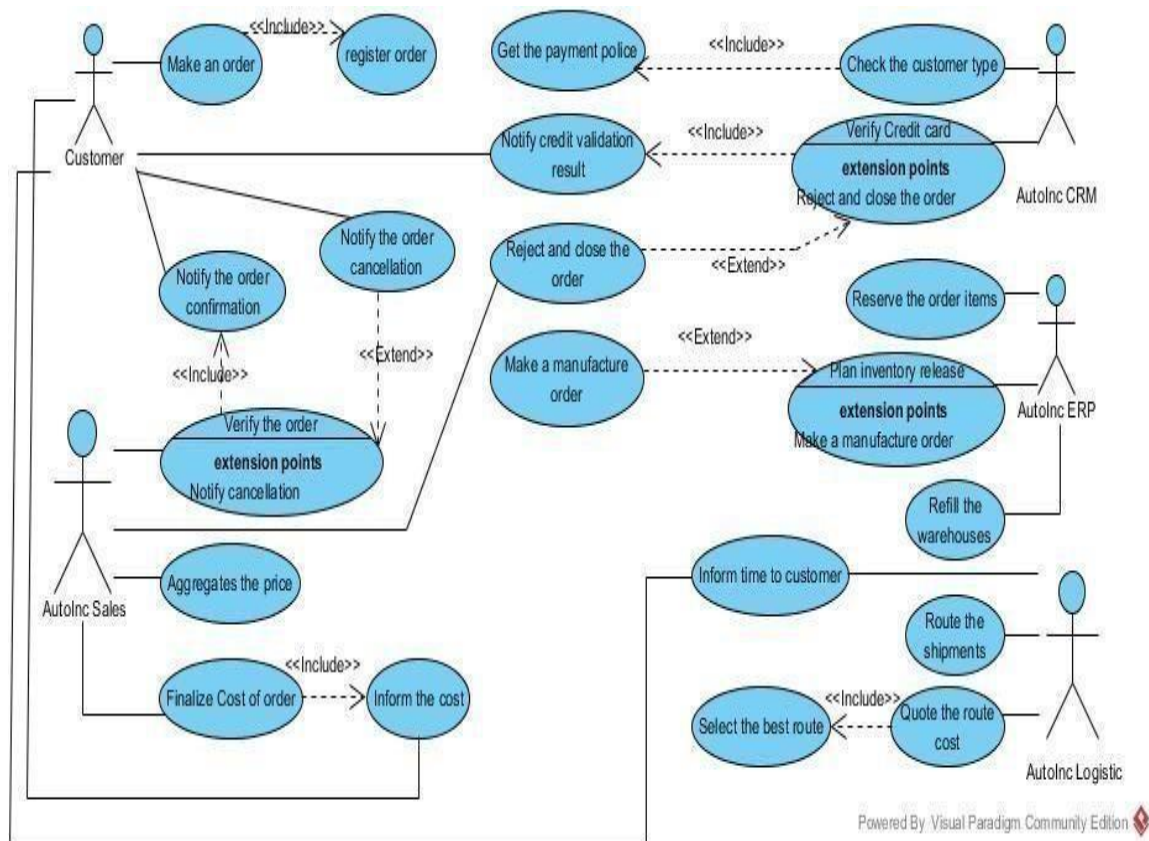 <<Include>>
Make an order
register order
Customer
Get the payment police
<<Include>>
Check the customer type
Notify credit validation
result
<<Include>>
Verify Credit card
extension points
Reject and close the order
AutoInc CRM
Notify the order
cancellation
Notify the order
confirmation
Reject and close the
order
<<Extend>>
Reserve the order items
<<Include>>
<<Extend>>
Make a manufacture
order
<<Extend>>
Plan inventory release
extension points
Make a manufacture order
AutoInc ERP
Verify the order
extension points
Notify cancellation
Refill the
warehouses
AutoInc Sales
Aggregates the price
Inform time to customer
Route the
shipments
Finalize Cost of order
<<Include>>
Inform the cost
Select the best route
<<Include>>
Quote the route
cost
AutoInc Logistic
Powered By Visual Paradigm Community Edition